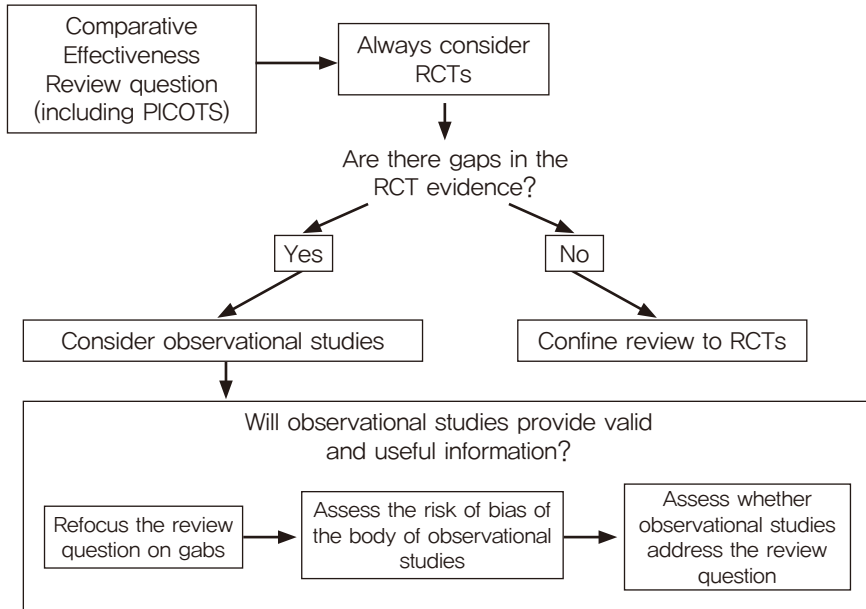 Comparative
Effectiveness
Review question
(including PICOTS)
Always consider
RCTs
Are there gaps in the
RCT evidence?
Yes
No
Consider observational studies
Confine review to RCTs
Will observational studies provide valid
and useful information?
Refocus the review
question on gabs
Assess the risk of bias of
the body of observational
studies
Assess whether
observational studies
address the review
question